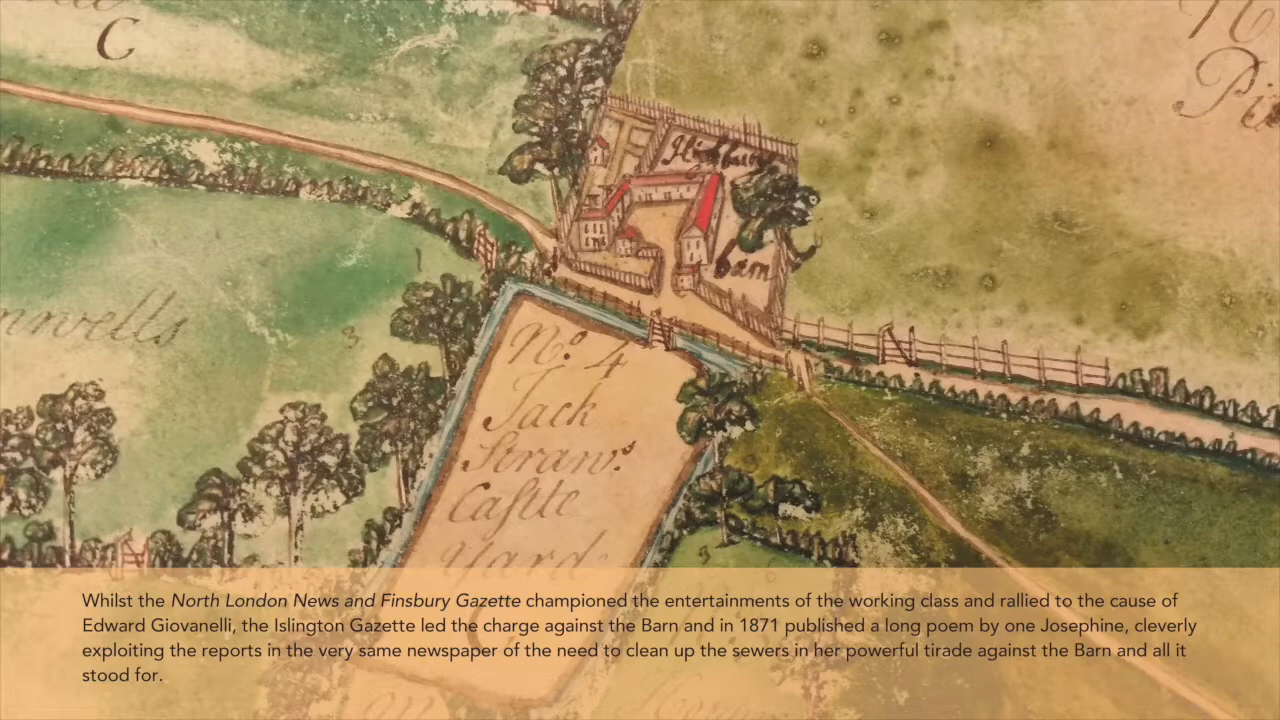 C
Highbury
barn
nwells
3
No. 4
Jack
Straws
Caſtle
Yard
Whilst the North London News and Finsbury Gazette championed the entertainments of the working class and rallied to the cause of
Edward Giovanelli, the Islington Gazette led the charge against the Barn and in 1871 published a long poem by one Josephine, cleverly
exploiting the reports in the very same newspaper of the need to clean up the sewers in her powerful tirade against the Barn and all it
stood for.